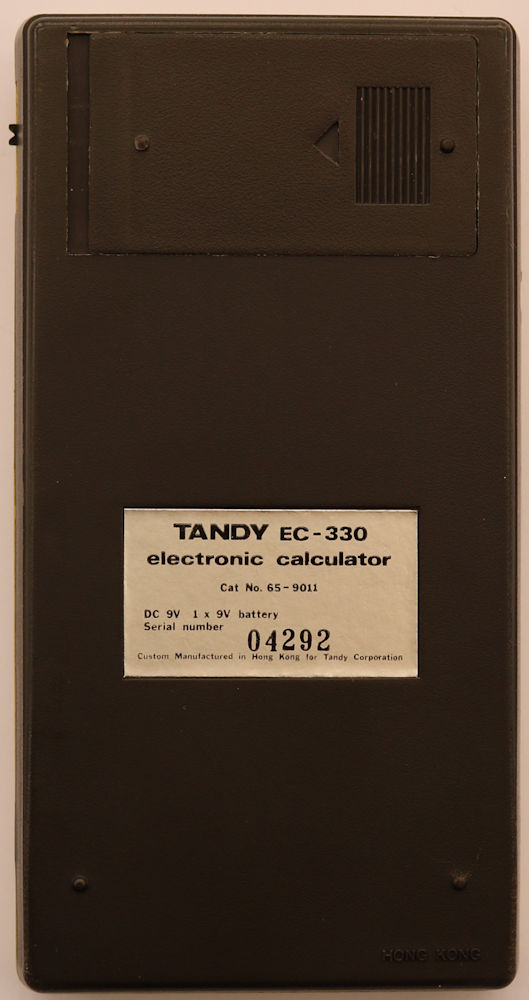 TANDY EC-330
electronic calculator
Cat No. 65-9011
DC 9V 1 x 9V battery
Serial number 04292
Custom Manufactured in Hong Kong for Tandy Corporation
HONG KONG